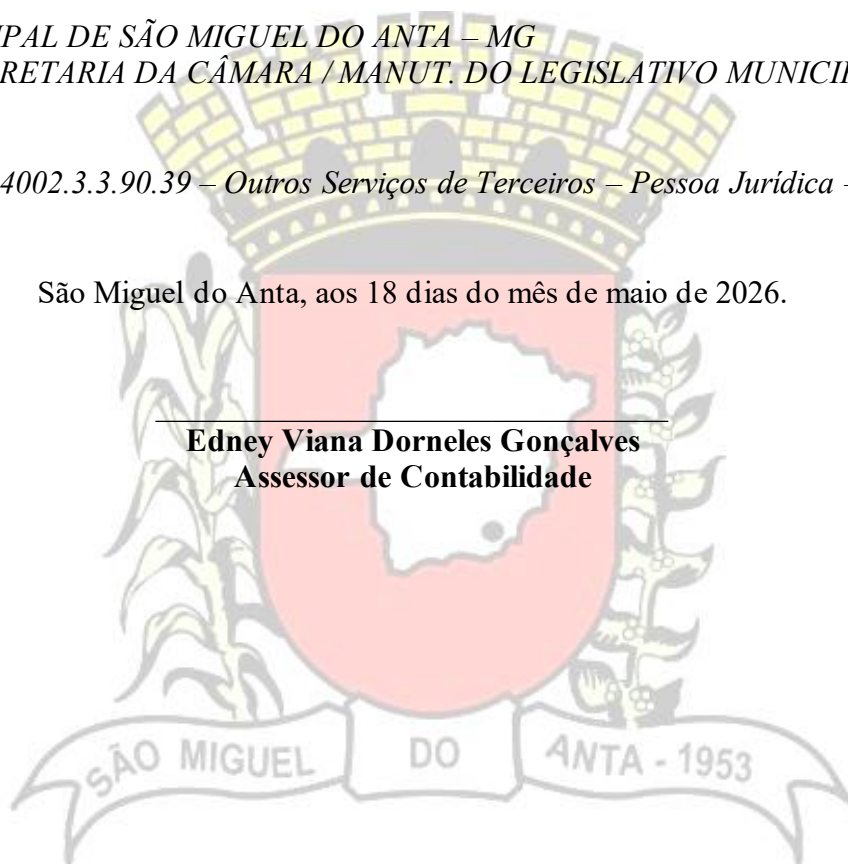 IPAL DE SÃO MIGUEL DO ANTA – MG
RETARIA DA CÂMARA / MANUT. DO LEGISLATIVO MUNICI
4002.3.3.90.39 – Outros Serviços de Terceiros – Pessoa Jurídica -
São Miguel do Anta, aos 18 dias do mês de maio de 2026.
Edney Viana Dorneles Gonçalves
Assessor de Contabilidade
SÃO MIGUEL DO ANTA - 1953